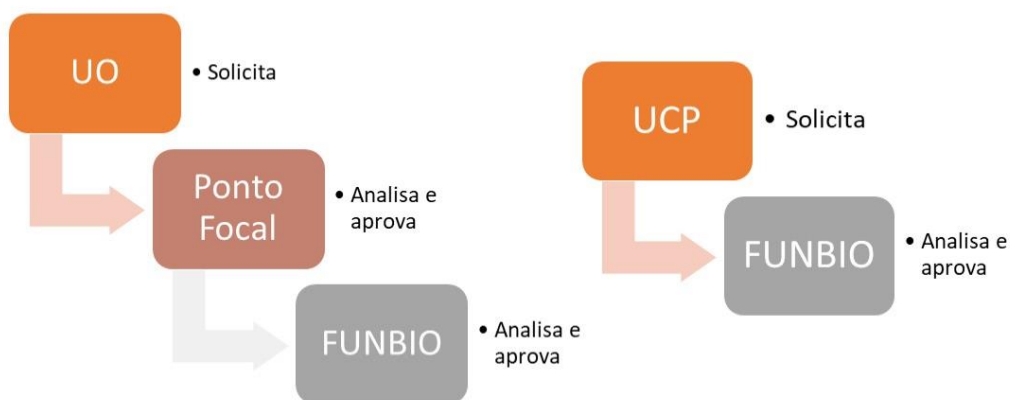 UO
• Solicita
Ponto
Focal
• Analisa e
aprova
FUNBIO
• Analisa e
aprova
UCP
• Solicita
FUNBIO
• Analisa e
aprova